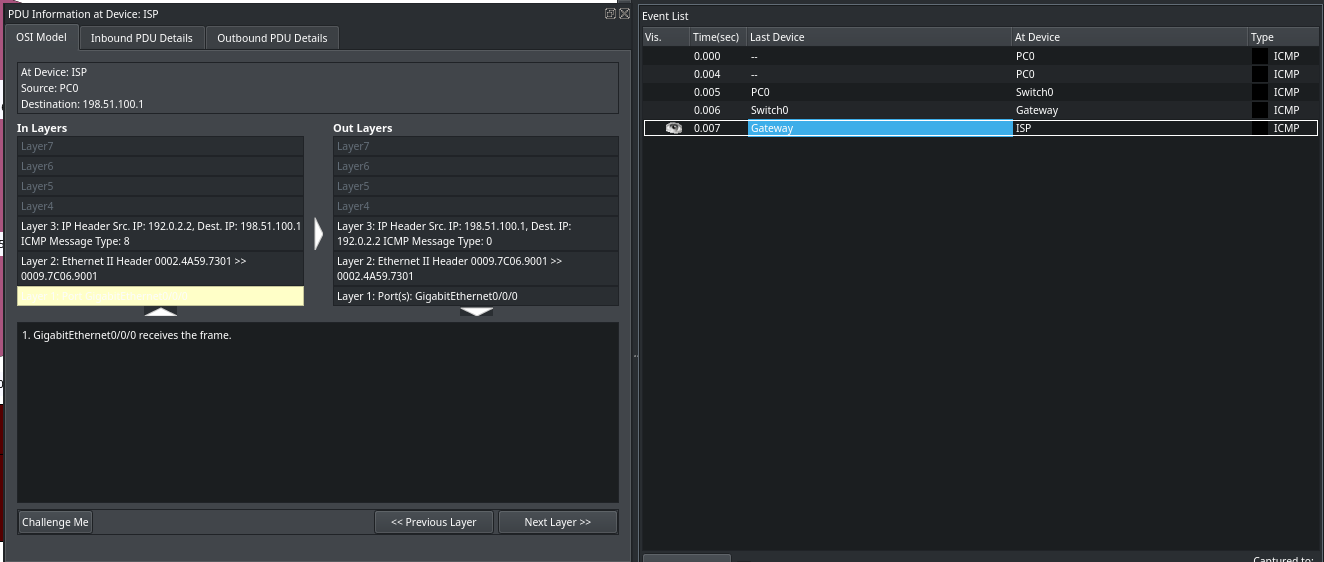 PDU Information at Device: ISP
OSI Model
Inbound PDU Details
Outbound PDU Details
At Device: ISP
Source: PC0
Destination: 198.51.100.1
In Layers
Layer7
Layer6
Layer5
Layer4
Layer 3: IP Header Src. IP: 192.0.2.2, Dest. IP: 198.51.100.1
ICMP Message Type: 8
Layer 2: Ethernet II Header 0002.4A59.7301 >>
0009.7C06.9001
Out Layers
Layer7
Layer6
Layer5
Layer4
Layer 3: IP Header Src. IP: 198.51.100.1, Dest. IP:
192.0.2.2 ICMP Message Type: 0
Layer 2: Ethernet II Header 0009.7C06.9001 >>
0002.4A59.7301
Layer 1: Port(s): GigabitEthernet0/0/0
1. GigabitEthernet0/0/0 receives the frame.
Challenge Me
<< Previous Layer
Next Layer >>
Event List
Vis. Time(sec) Last Device At Device Type
0.000 -- PC0 ICMP
0.004 -- PC0 ICMP
0.005 PC0 Switch0 ICMP
0.006 Switch0 Gateway ICMP
0.007 Gateway ISP ICMP
Captured to: